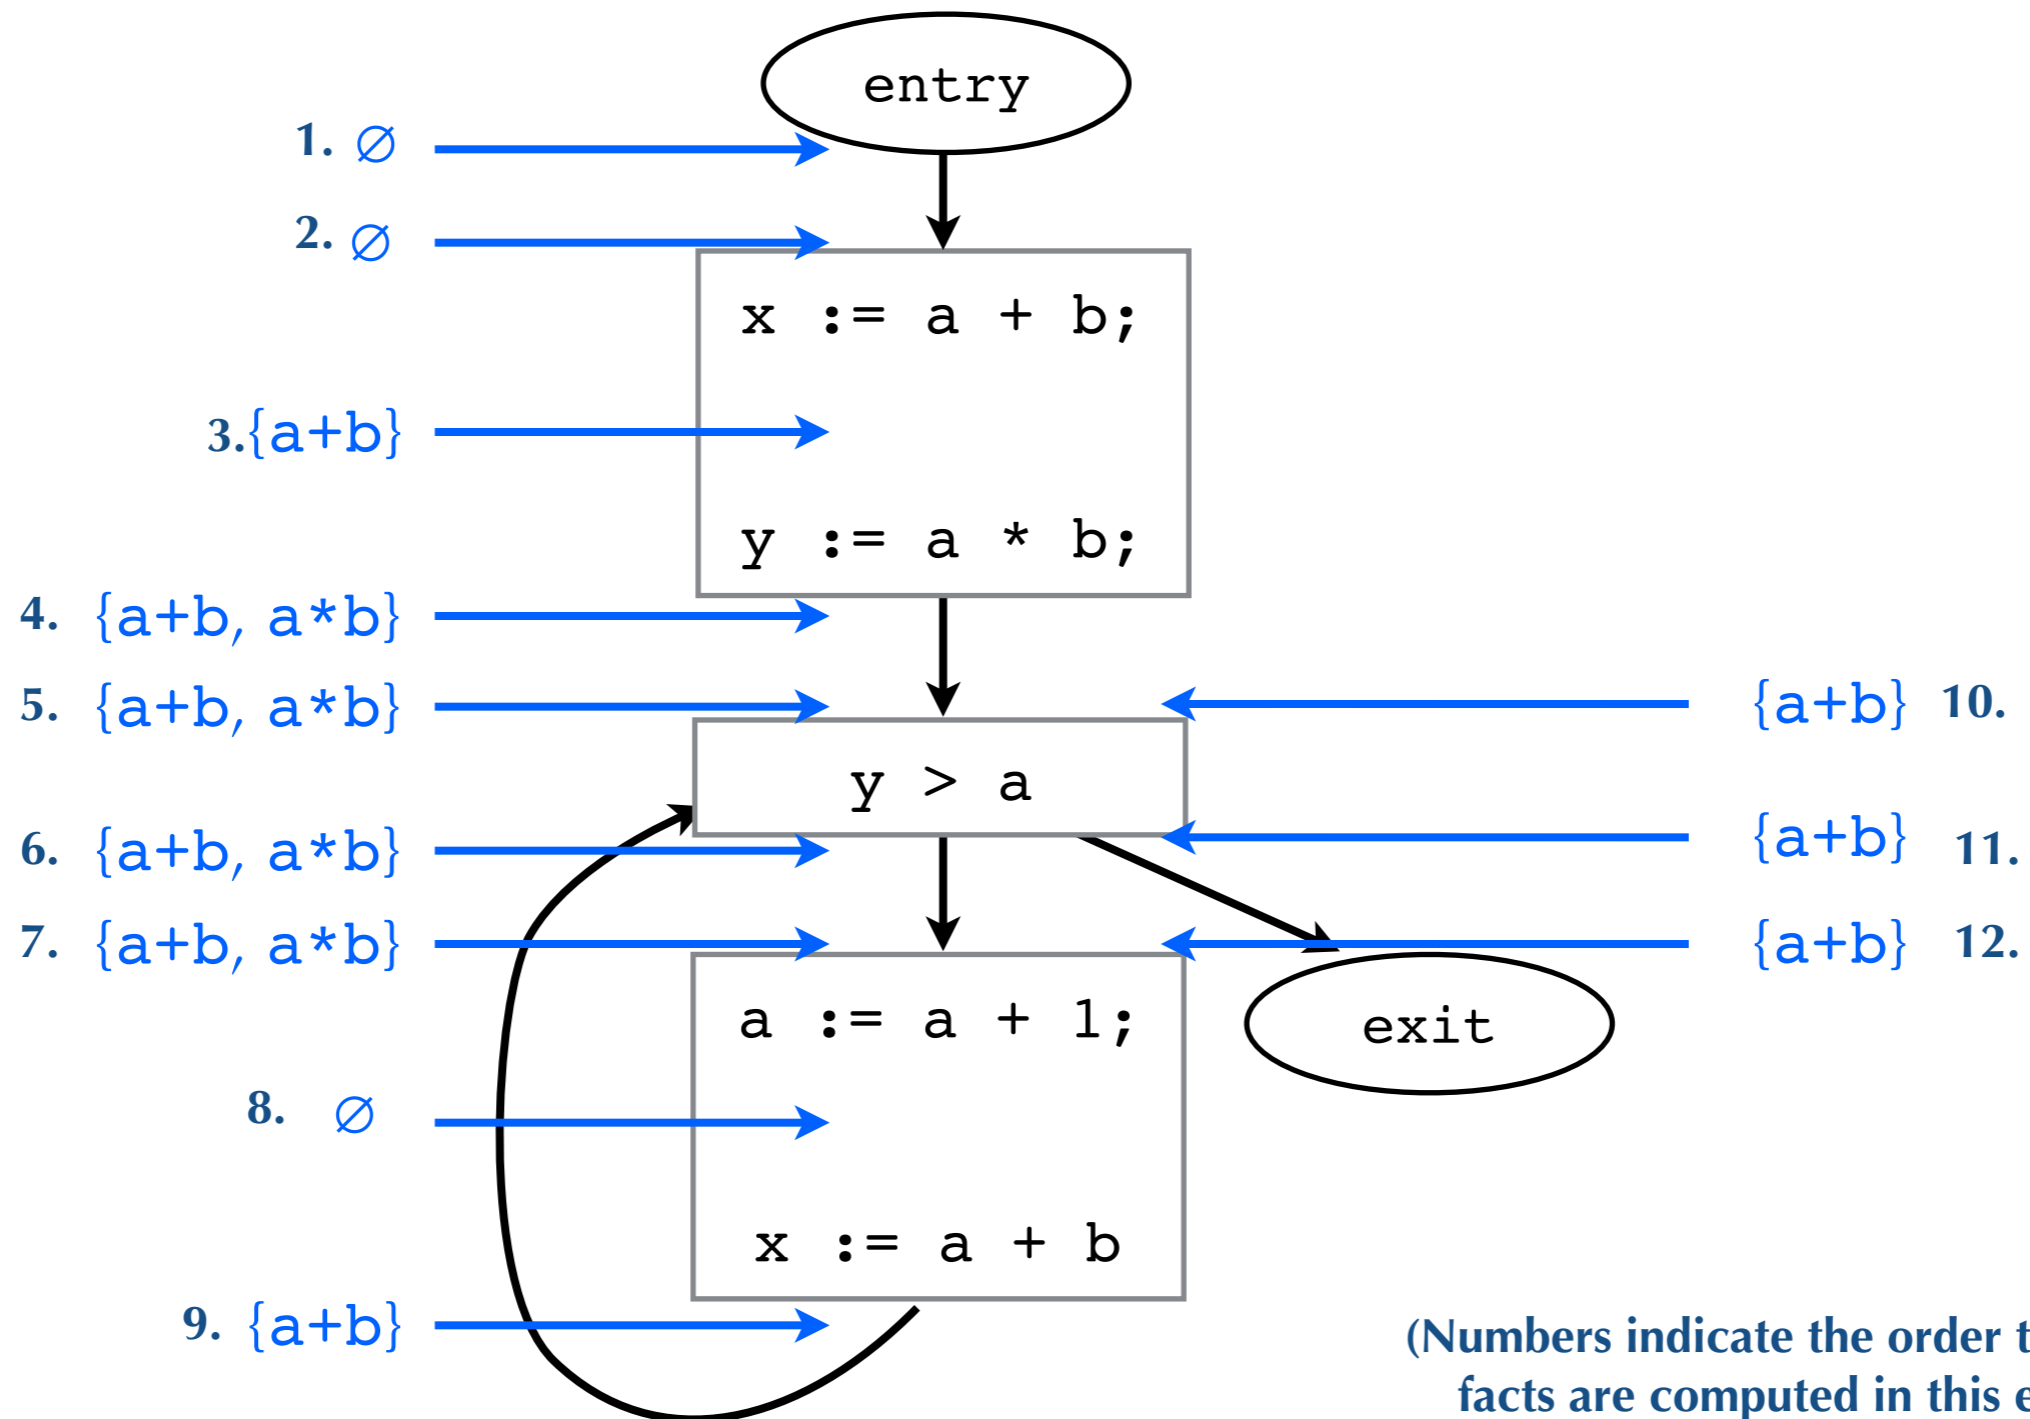 entry
1. ∅
2. ∅
x := a + b;
3.{a+b}
y := a * b;
4. {a+b, a*b}
5. {a+b, a*b}
{a+b} 10.
y > a
6. {a+b, a*b}
{a+b} 11.
7. {a+b, a*b}
{a+b} 12.
a := a + 1;
exit
8. ∅
x := a + b
9. {a+b}
(Numbers indicate the order
facts are computed in this